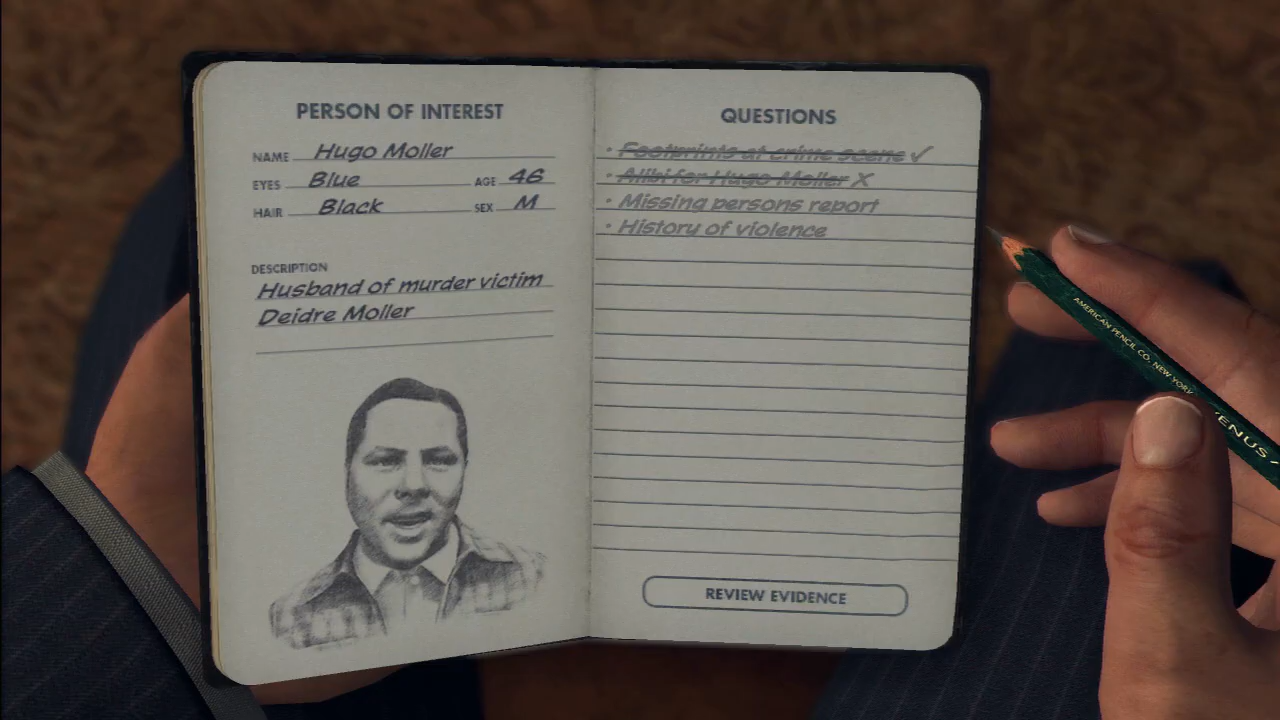 PERSON OF INTEREST
NAME Hugo Moller
EYES Blue AGE 46
HAIR Black SEX M
DESCRIPTION
Husband of murder victim
Deidre Moller
QUESTIONS
• Footprints at crime scene ✓
• Alibi for Hugo Moller X
• Missing persons report
• History of violence
REVIEW EVIDENCE
AMERICAN PENCIL CO. NEW YORK